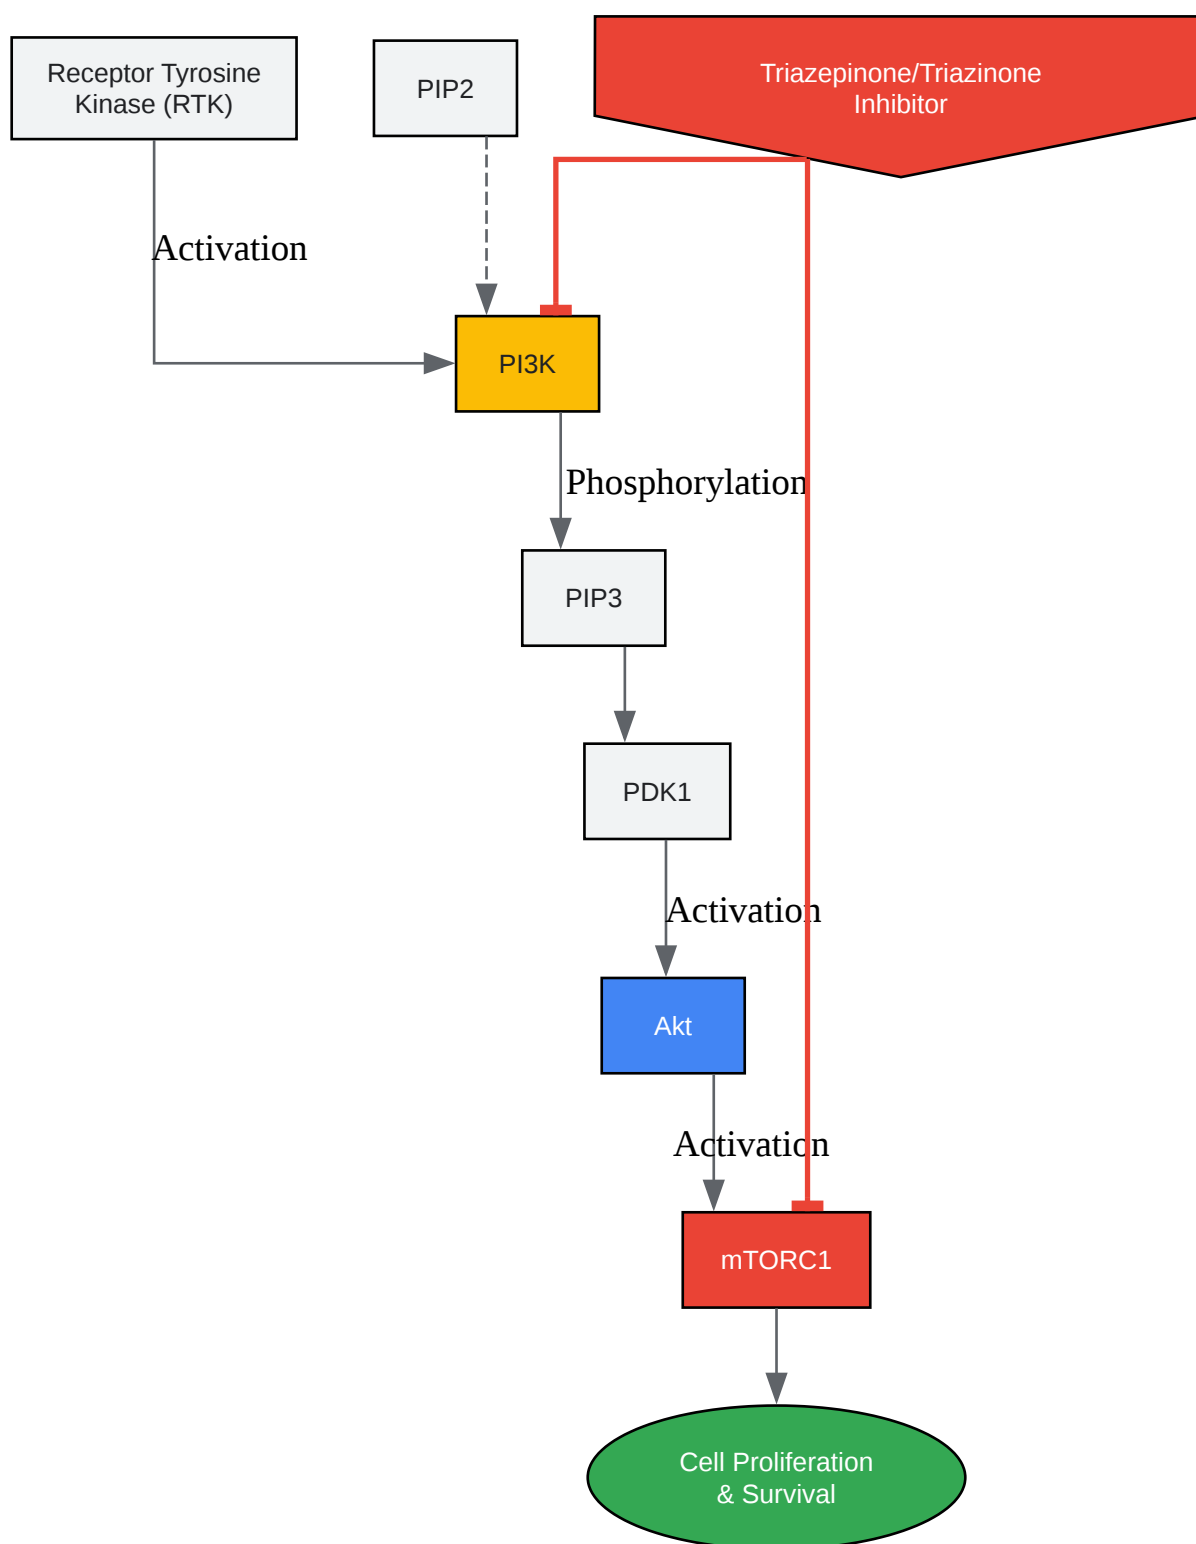 Receptor Tyrosine
Kinase (RTK)
PIP2
Triazepinone/Triazinone
Inhibitor
Activation
PI3K
Phosphorylation
PIP3
PDK1
Activation
Akt
Activation
mTORC1
Cell Proliferation
& Survival